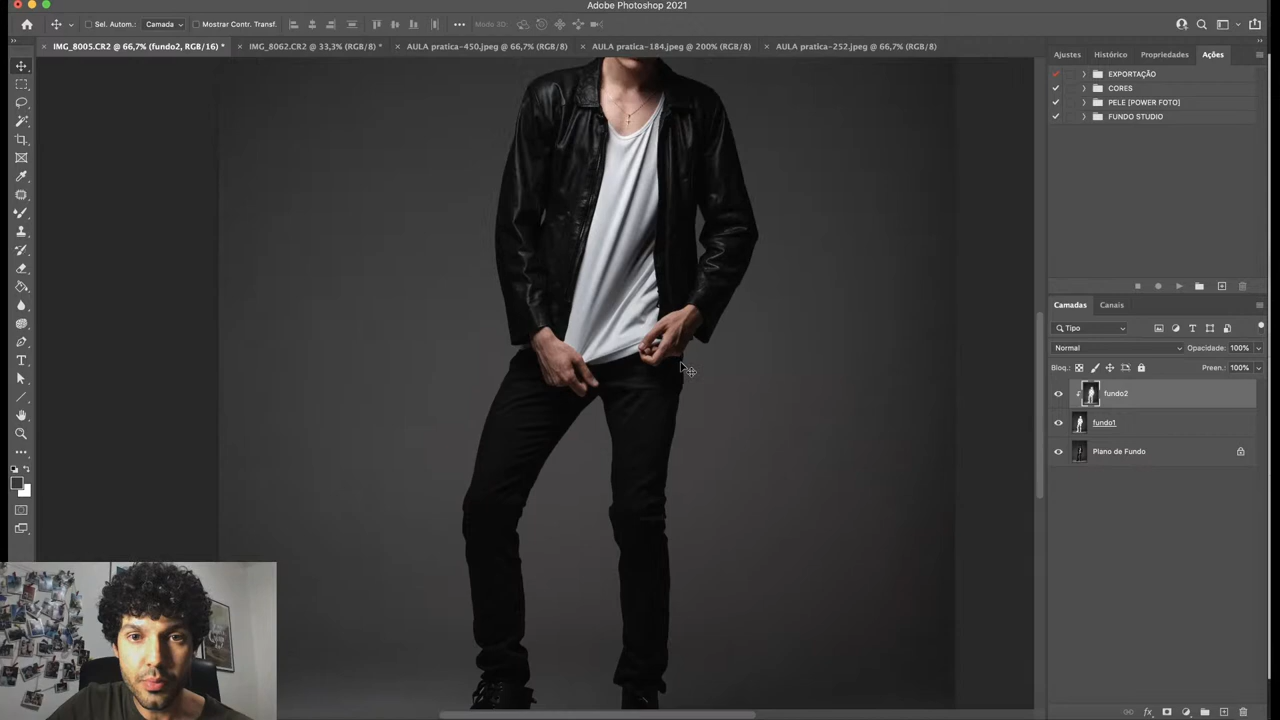 Adobe Photoshop 2021
Sel. Autom.: Camada Mostrar Contr. Transf. ••• Modo 3D:
× IMG_8005.CR2 @ 66,7% (fundo2, RGB/16) * × IMG_8062.CR2 @ 33,3% (RGB/8) * × AULA pratica-450.jpeg @ 66,7% (RGB/8) × AULA pratica-184.jpeg @ 200% (RGB/8) × AULA pratica-252.jpeg @ 66,7% (RGB/8)
Ajustes Histórico Propriedades Ações
EXPORTAÇÃO
CORES
PELE [POWER FOTO]
FUNDO STUDIO
Camadas Canais
Tipo
Normal Opacidade: 100%
Bloq.: Preen.: 100%
fundo2
fundo1
Plano de Fundo
fx